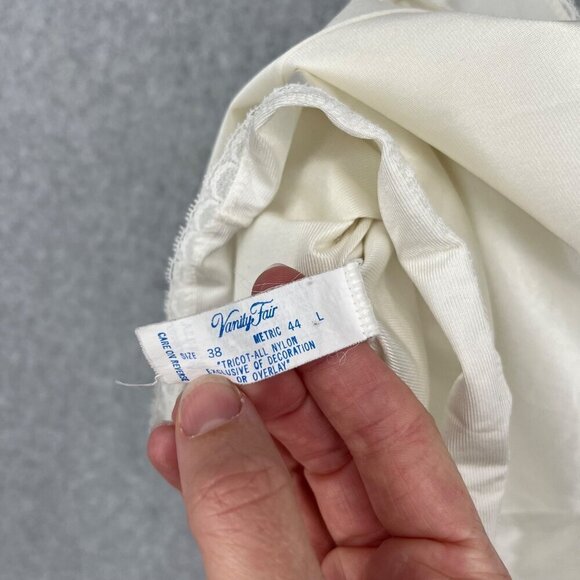 Vanity Fair
SIZE 38 METRIC 44 L
"TRICOT-ALL NYLON
EXCLUSIVE OF DECORATION
OR OVERLAY"
CARE ON REVERSE